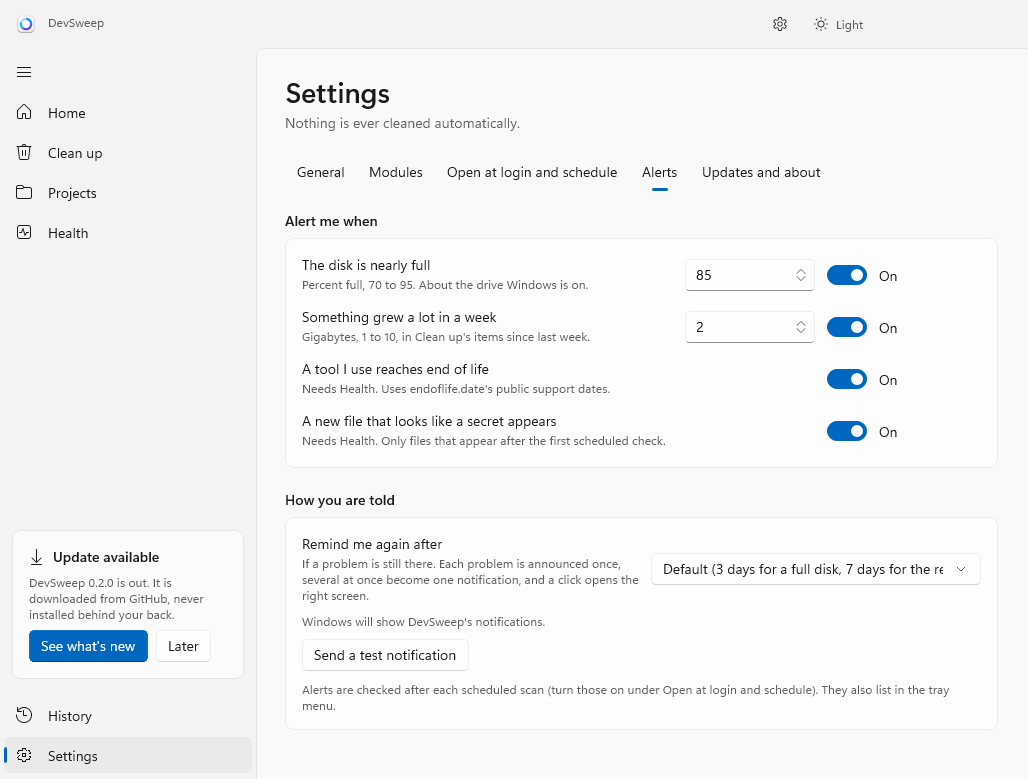 DevSweep
Light
Home
Clean up
Projects
Health
Update available
DevSweep 0.2.0 is out. It is
downloaded from GitHub, never
installed behind your back.
See what's new
Later
History
Settings
Settings
Nothing is ever cleaned automatically.
General
Modules
Open at login and schedule
Alerts
Updates and about
Alert me when
The disk is nearly full
Percent full, 70 to 95. About the drive Windows is on.
85
On
Something grew a lot in a week
Gigabytes, 1 to 10, in Clean up's items since last week.
2
On
A tool I use reaches end of life
Needs Health. Uses endoflife.date's public support dates.
On
A new file that looks like a secret appears
Needs Health. Only files that appear after the first scheduled check.
On
How you are told
Remind me again after
If a problem is still there. Each problem is announced once,
several at once become one notification, and a click opens the
right screen.
Default (3 days for a full disk, 7 days for the re
Windows will show DevSweep's notifications.
Send a test notification
Alerts are checked after each scheduled scan (turn those on under Open at login and schedule). They also list in the tray
menu.